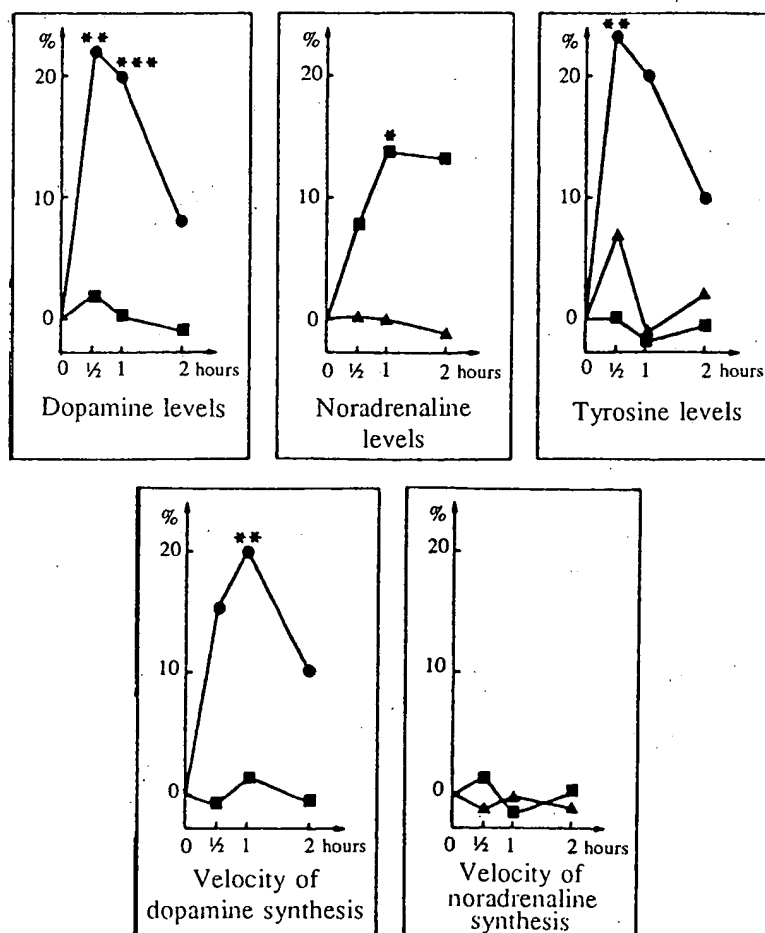 %
20
10
0
** ***
0 ½ 1 2 hours
Dopamine levels
%
20
10
0
*
0 ½ 1 2 hours
Noradrenaline
levels
%
20
10
0
**
0 ½ 1 2 hours
Tyrosine levels
%
20
10
0
**
0 ½ 1 2 hours
Velocity of
dopamine synthesis
%
20
10
0
0 ½ 1 2 hours
Velocity of
noradrenaline
synthesis